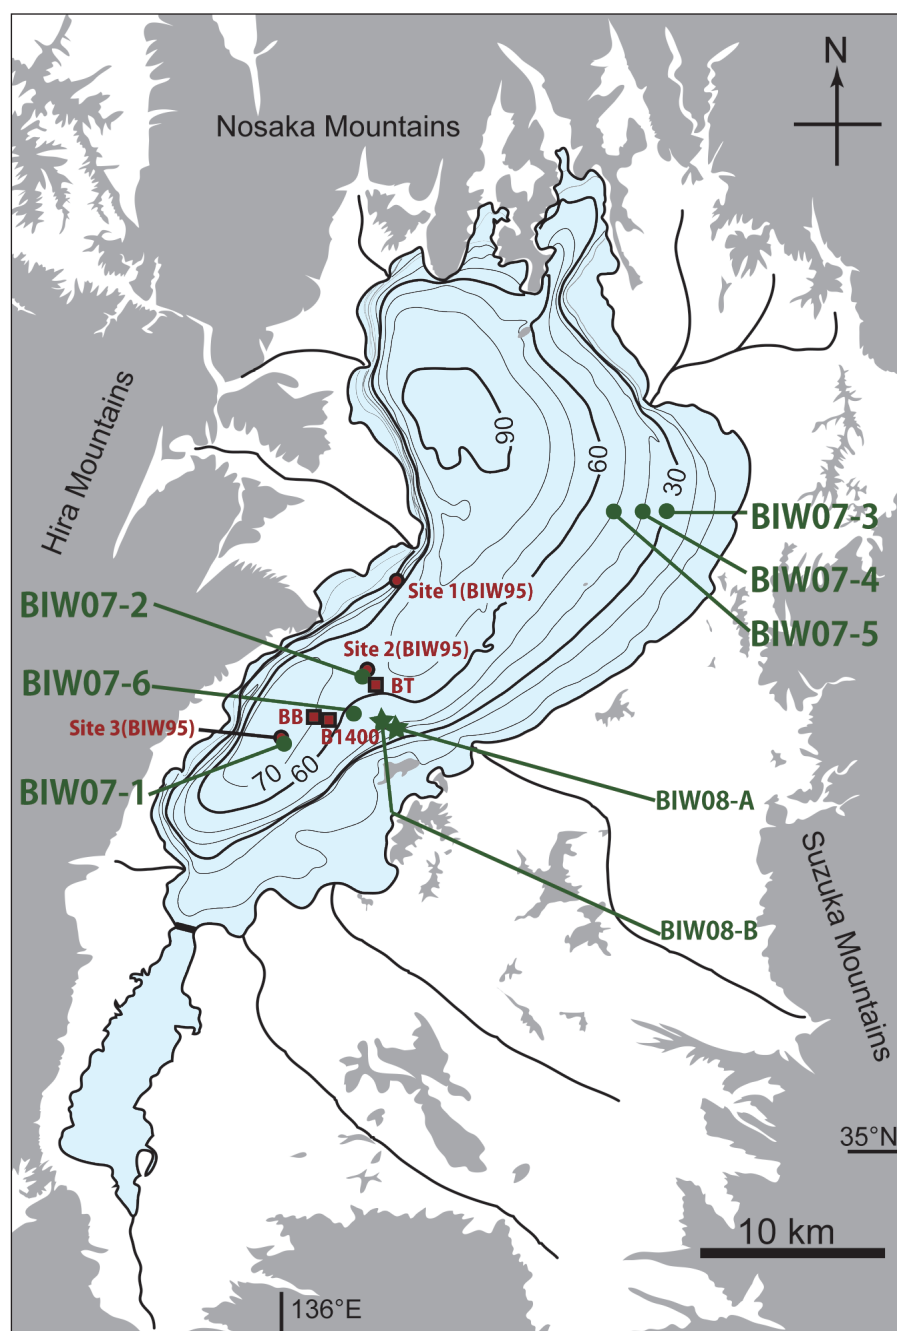 N
Nosaka Mountains
Hira Mountains
90
60
30
BIW07-3
BIW07-4
BIW07-5
Site 1(BIW95)
BIW07-2
Site 2(BIW95)
BIW07-6
BT
BB
Site 3(BIW95)
B1400
70
60
BIW07-1
BIW08-A
BIW08-B
Suzuka Mountains
35°N
10 km
136°E